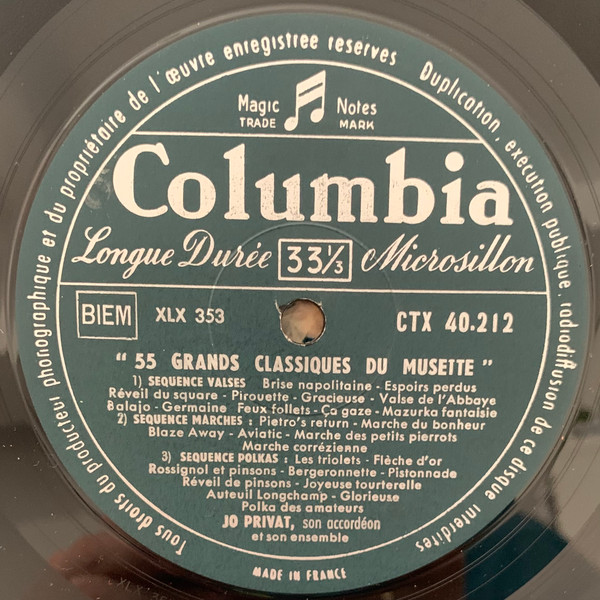 Tous droits du producteur phonographique et du propriétaire de l'œuvre enregistree reserves Duplication, execution publique, radiodiffusion de ce disque interdites
Magic Notes
TRADE MARK
Columbia
Longue Durée 33⅓ Microsillon
BIEM XLX 353 CTX 40.212
"55 GRANDS CLASSIQUES DU MUSETTE"
1) SEQUENCE VALSES Brise napolitaine - Espoirs perdus
Réveil du square - Pirouette - Gracieuse - Valse de l'Abbaye
Balajo - Germaine Feux follets - Ça gaze - Mazurka fantaisie
2) SEQUENCE MARCHES : Pietro's return - Marche du bonheur
Blaze Away - Aviatic - Marche des petits pierrots
Marche corrézienne
3) SEQUENCE POLKAS : Les triolets - Flèche d'or
Rossignol et pinsons - Bergeronnette - Pistonnade
Réveil de pinsons - Joyeuse tourterelle
Auteuil Longchamp - Glorieuse
Polka des amateurs
JO PRIVAT, son accordéon
et son ensemble
MADE IN FRANCE